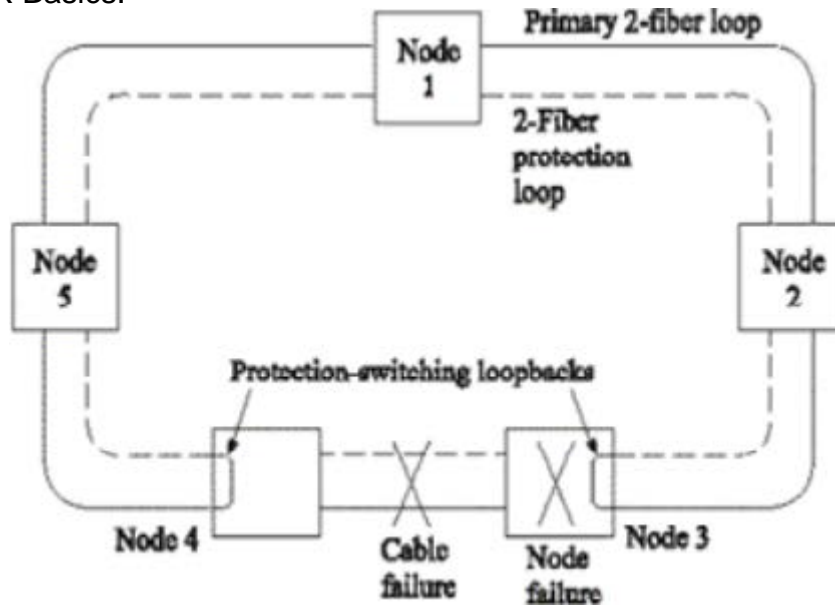 Primary 2-fiber loop
Node
1
2-Fiber
protection
loop
Node
5
Node
2
Protection-switching loopbacks
Node 4
Cable
failure
Node
failure
Node 3